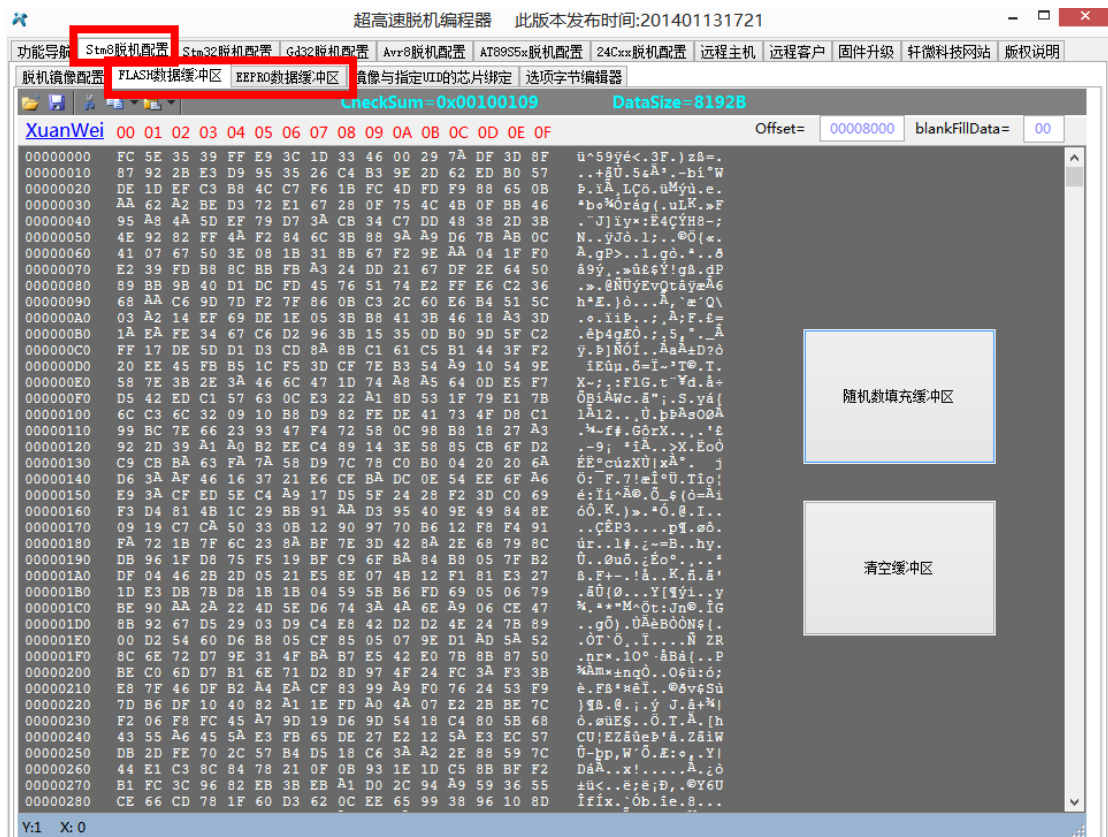 超高速脱机编程器 此版本发布时间:201401131721
功能导航 Stm8脱机配置 Stm32脱机配置 Gd32脱机配置 Avr8脱机配置 AT89S5x脱机配置 24Cxx脱机配置 远程主机 远程客户 固件升级 轩微科技网站 版权说明
脱机镜像配置 FLASH数据缓冲区 EEPRO数据缓冲区 镜像与指定UID的芯片绑定 选项字节编辑器
CheckSum=0x00100109 DataSize=8192B
XuanWei 00 01 02 03 04 05 06 07 08 09 0A 0B 0C 0D 0E 0F Offset= 00008000 blankFillData= 00
00000000 FC 5E 35 39 FF E9 3C 1D 33 46 00 29 7A DF 3D 8F
00000010 87 92 2B E3 D9 95 35 26 C4 B3 9E 2D 62 ED B0 57
00000020 DE 1D EF C3 B8 4C C7 F6 1B FC 4D FD F9 88 65 0B
00000030 AA 62 A2 BE D3 72 E1 67 28 0F 75 4C 4B 0F BB 46
00000040 95 A8 4A 5D EF 79 D7 3A CB 34 C7 DD 48 38 2D 3B
00000050 4E 92 82 FF 4A F2 84 6C 3B 88 9A A9 D6 7B AB 0C
00000060 41 07 67 50 3E 08 1B 31 8B 67 F2 9E AA 04 1F F0
00000070 E2 39 FD B8 8C BB FB A3 24 DD 21 67 DF 2E 64 50
00000080 89 BB 9B 40 D1 DC FD 45 76 51 74 E2 FF E6 C2 36
00000090 68 AA C6 9D 7D F2 7F 86 0B C3 2C 60 E6 B4 51 5C
000000A0 03 A2 14 EF 69 DE 1E 05 3B B8 41 3B 46 18 A3 3D
000000B0 1A EA FE 34 67 C6 D2 96 3B 15 35 0D B0 9D 5F C2
000000C0 FF 17 DE 5D D1 D3 CD 8A 8B C1 61 C5 B1 44 3F F2
000000D0 20 EE 45 FB B5 1C F5 3D CF 7E B3 54 A9 10 54 9E
000000E0 58 7E 3B 2E 3A 46 6C 47 1D 74 A8 A5 64 0D E5 F7
000000F0 D5 42 ED C1 57 63 0C E3 22 A1 8D 53 1F 79 E1 7B
00000100 6C C3 6C 32 09 10 B8 D9 82 FE DE 41 73 4F D8 C1
00000110 99 BC 7E 66 23 93 47 F4 72 58 0C 98 B8 18 27 A3
00000120 92 2D 39 A1 A0 B2 EE C4 89 14 3E 58 85 CB 6F D2
00000130 C9 CB BA 63 FA 7A 58 D9 7C 78 C0 B0 04 20 20 6A
00000140 D6 3A AF 46 16 37 21 E6 CE BA DC 0E 54 EE 6F A6
00000150 E9 3A CF ED 5E C4 A9 17 D5 5F 24 28 F2 3D C0 69
00000160 F3 D4 81 4B 1C 29 BB 91 AA D3 95 40 9E 49 84 8E
00000170 09 19 C7 CA 50 33 0B 12 90 97 70 B6 12 F8 F4 91
00000180 FA 72 1B 7F 6C 23 8A BF 7E 3D 42 8A 2E 68 79 8C
00000190 DB 96 1F D8 75 F5 19 BF C9 6F BA 84 B8 05 7F B2
000001A0 DF 04 46 2B 2D 05 21 E5 8E 07 4B 12 F1 81 E3 27
000001B0 1D E3 DB 7B D8 1B 1B 04 59 5B B6 FD 69 05 06 79
000001C0 BE 90 AA 2A 22 4D 5E D6 74 3A 4A 6E A9 06 CE 47
000001D0 8B 92 67 D5 29 03 D9 C4 E8 42 D2 D2 4E 24 7B 89
000001E0 00 D2 54 60 D6 B8 05 CF 85 05 07 9E D1 AD 5A 52
000001F0 8C 6E 72 D7 9E 31 4F BA B7 E5 42 E0 7B 8B 87 50
00000200 BE C0 6D D7 B1 6E 71 D2 8D 97 4F 24 FC 3A F3 3B
00000210 E8 7F 46 DF B2 A4 EA CF 83 99 A9 F0 76 24 53 F9
00000220 7D B6 DF 10 40 82 A1 1E FD A0 4A 07 E2 2B BE 7C
00000230 F2 06 F8 FC 45 A7 9D 19 D6 9D 54 18 C4 80 5B 68
00000240 43 55 A6 45 5A E3 FB 65 DE 27 E2 12 5A E3 EC 57
00000250 DB 2D FE 70 2C 57 B4 D5 18 C6 3A A2 2E 88 59 7C
00000260 44 E1 C3 8C 84 78 21 0F 0B 93 1E 1D C5 8B BF F2
00000270 B1 FC 3C 96 82 EB 3B EB A1 D0 2C 94 A9 59 36 55
00000280 CE 66 CD 78 1F 60 D3 62 0C EE 65 99 38 96 10 8D
随机数填充缓冲区
清空缓冲区
Y:1 X: 0